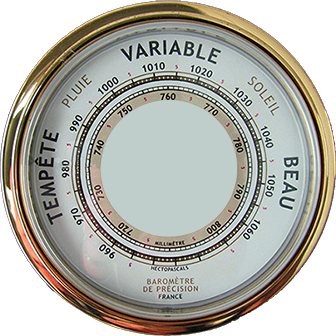 VARIABLE
PLUIE
SOLEIL
TEMPÊTE
BEAU
960 970 980 990 1000 1010 1020 1030 1040 1050 1060
720 730 740 750 760 770 780 790 800
MILLIMÈTRE
HECTOPASCALS
BAROMÈTRE
DE PRÉCISION
FRANCE